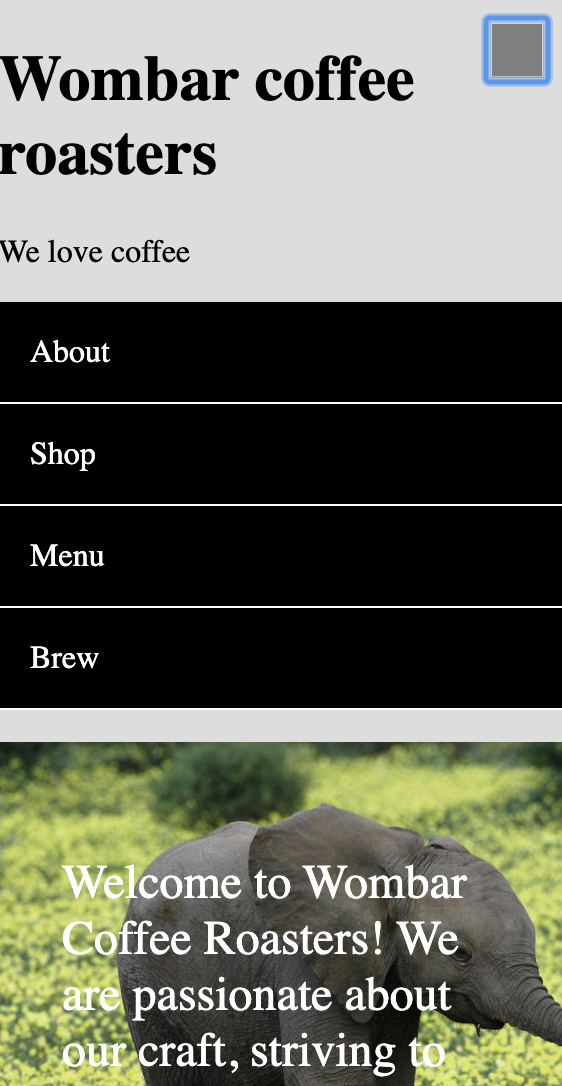 Wombar coffee
roasters
We love coffee
About
Shop
Menu
Brew
Welcome to Wombar
Coffee Roasters! We
are passionate about
our craft, striving to